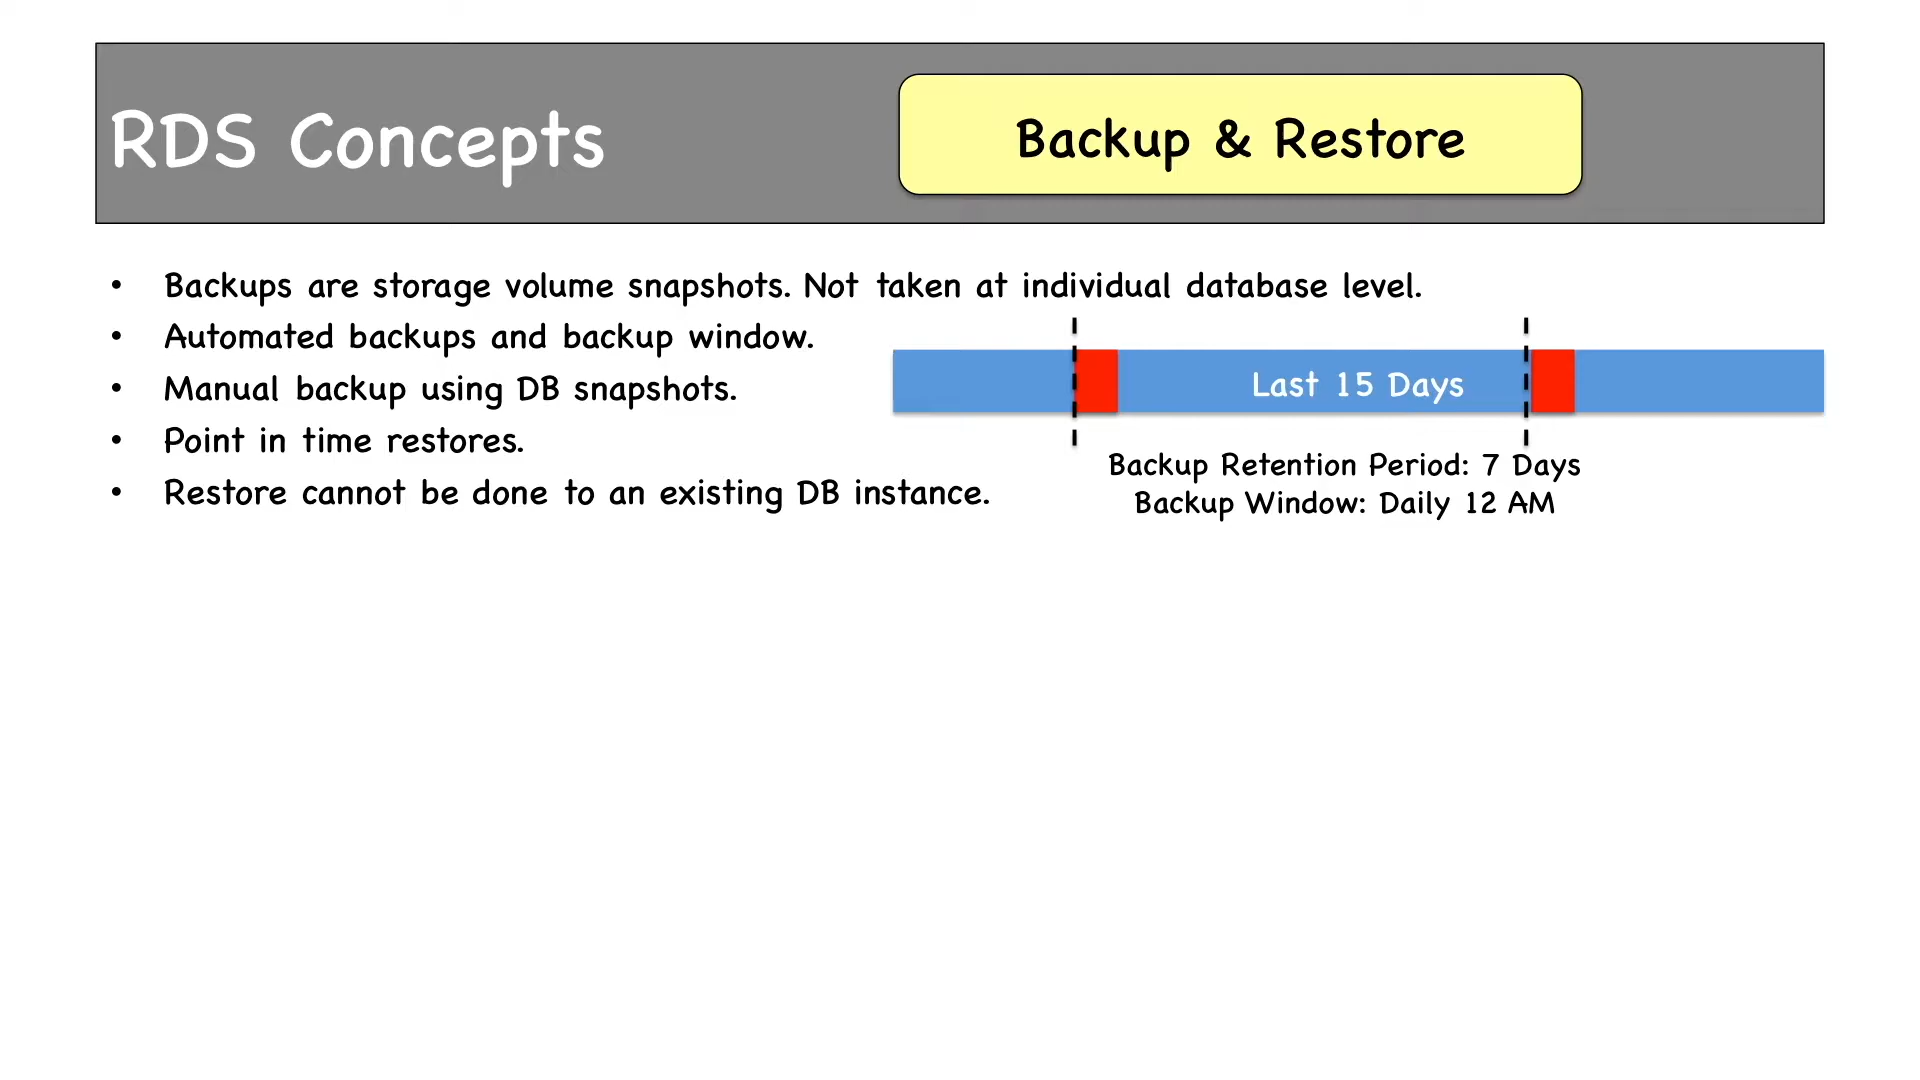 RDS Concepts
Backup & Restore
• Backups are storage volume snapshots. Not taken at individual database level.
• Automated backups and backup window.
• Manual backup using DB snapshots.
• Point in time restores.
• Restore cannot be done to an existing DB instance.
Last 15 Days
Backup Retention Period: 7 Days
Backup Window: Daily 12 AM